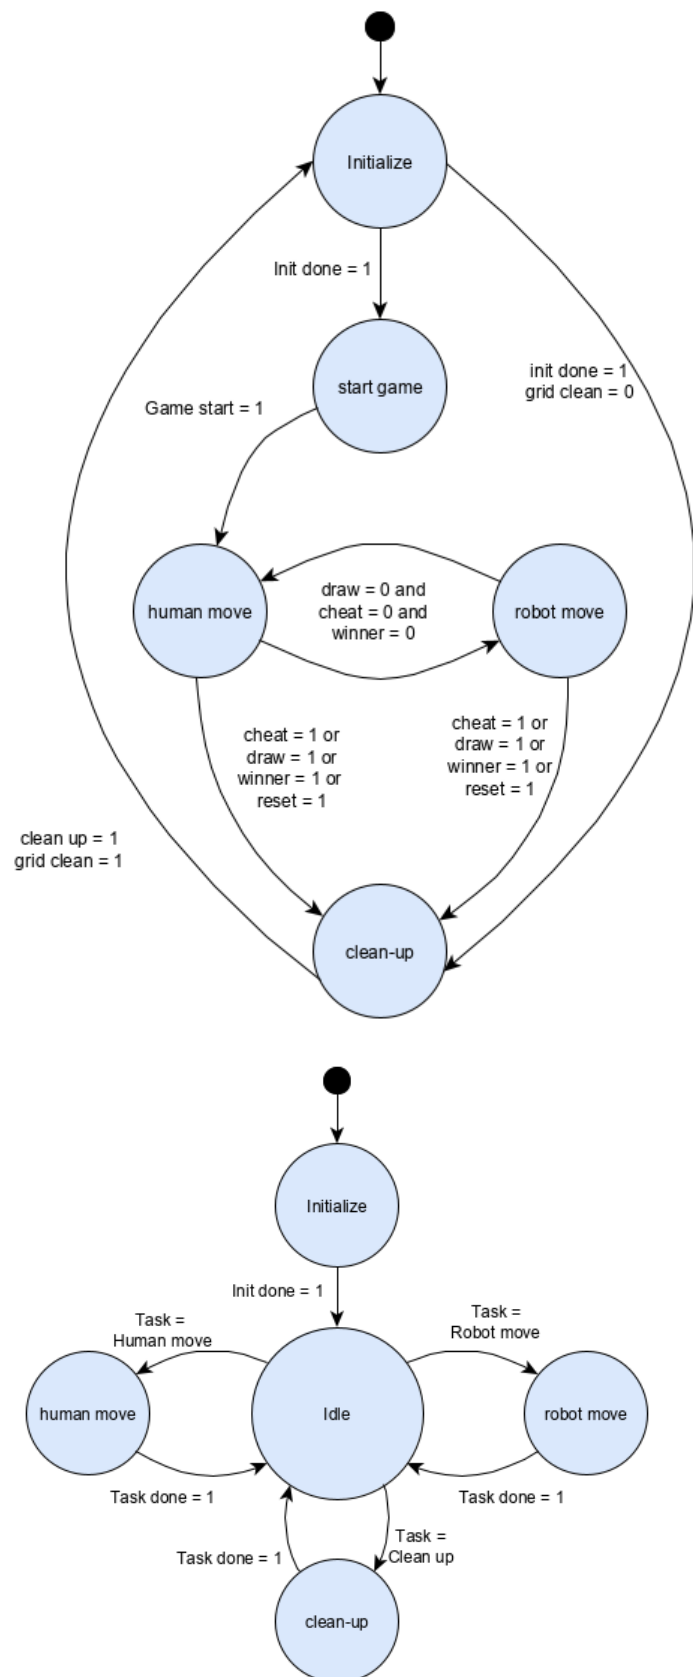 Initialize
Init done = 1
start game
init done = 1
grid clean = 0
Game start = 1
human move
draw = 0 and
cheat = 0 and
winner = 0
robot move
cheat = 1 or
draw = 1 or
winner = 1 or
reset = 1
cheat = 1 or
draw = 1 or
winner = 1 or
reset = 1
clean up = 1
grid clean = 1
clean-up
Initialize
Init done = 1
Task =
Human move
Task =
Robot move
human move
Idle
robot move
Task done = 1
Task done = 1
Task done = 1
Task =
Clean up
clean-up